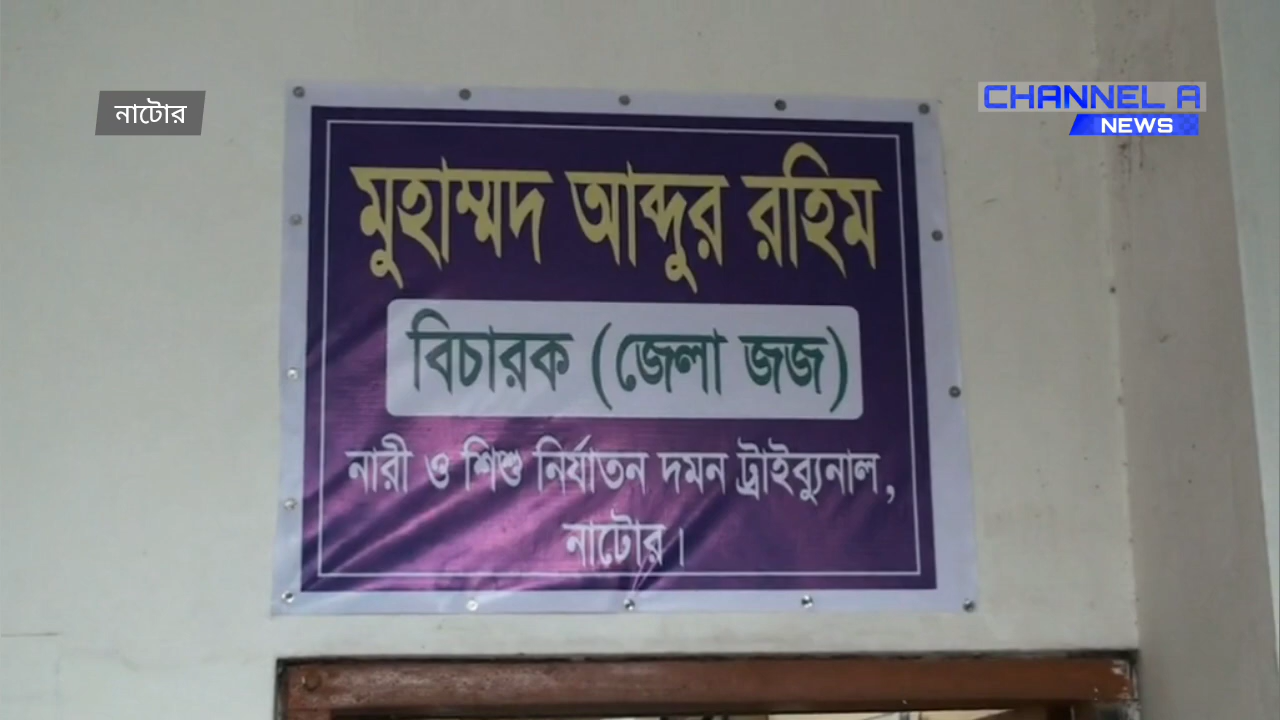 নাটোর
CHANNEL A
NEWS
মুহাম্মদ আব্দুর রহিম
বিচারক (জেলা জজ)
নারী ও শিশু নির্যাতন দমন ট্রাইব্যুনাল,
নাটোর।